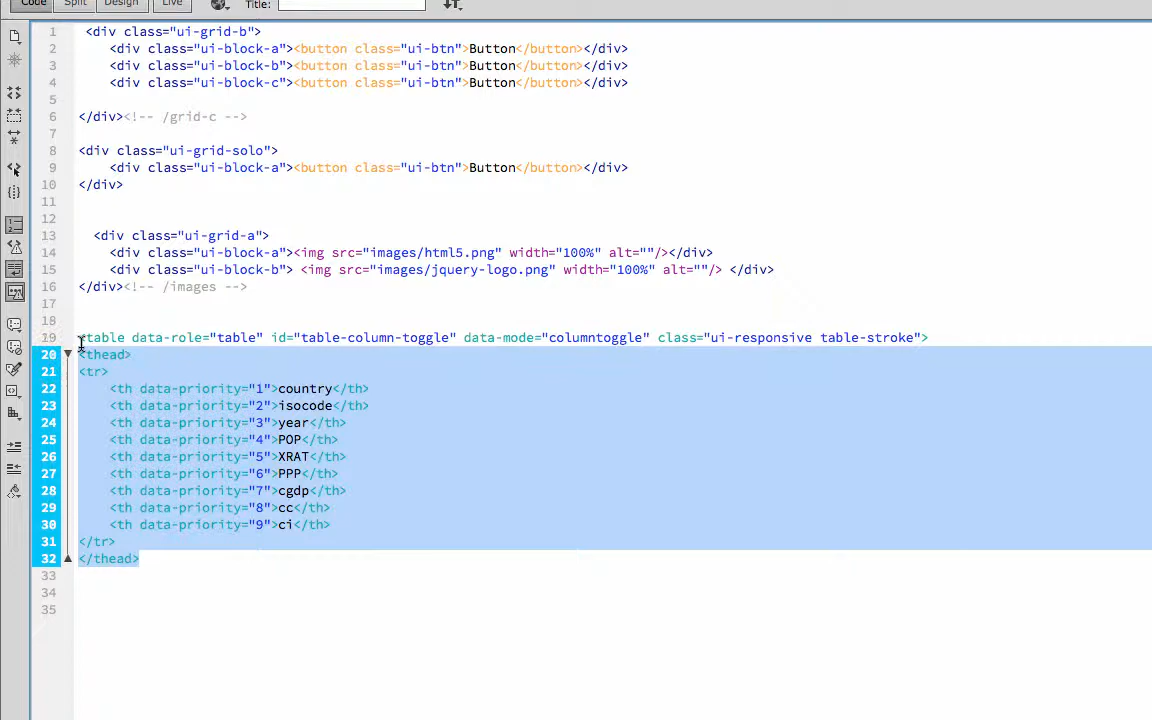 Code Split Design Live Title:
1 <div class="ui-grid-b">
2 <div class="ui-block-a"><button class="ui-btn">Button</button></div>
3 <div class="ui-block-b"><button class="ui-btn">Button</button></div>
4 <div class="ui-block-c"><button class="ui-btn">Button</button></div>
5
6 </div><!-- /grid-c -->
7
8 <div class="ui-grid-solo">
9 <div class="ui-block-a"><button class="ui-btn">Button</button></div>
10 </div>
11
12
13 <div class="ui-grid-a">
14 <div class="ui-block-a"><img src="images/html5.png" width="100%" alt=""/></div>
15 <div class="ui-block-b"> <img src="images/jquery-logo.png" width="100%" alt=""/> </div>
16 </div><!-- /images -->
17
18
19 <table data-role="table" id="table-column-toggle" data-mode="columntoggle" class="ui-responsive table-stroke">
20 <thead>
21 <tr>
22 <th data-priority="1">country</th>
23 <th data-priority="2">isocode</th>
24 <th data-priority="3">year</th>
25 <th data-priority="4">POP</th>
26 <th data-priority="5">XRAT</th>
27 <th data-priority="6">PPP</th>
28 <th data-priority="7">cgdp</th>
29 <th data-priority="8">cc</th>
30 <th data-priority="9">ci</th>
31 </tr>
32 </thead>
33
34
35